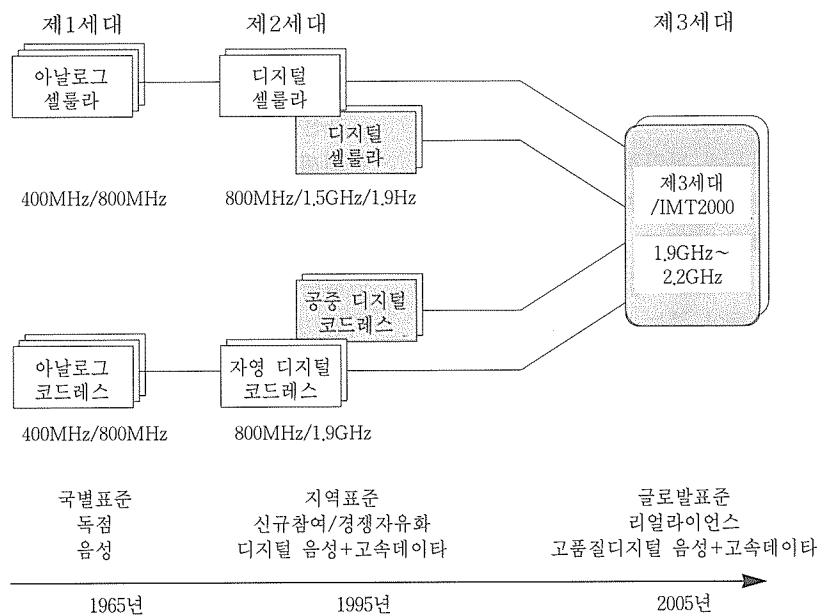 제1세대
제2세대
제3세대
아날로그
셀룰라
디지털
셀룰라
디지털
셀룰라
400MHz/800MHz
800MHz/1.5GHz/1.9Hz
제3세대
/IMT2000
1.9GHz~
2.2GHz
공중 디지털
코드레스
아날로그
코드레스
자영 디지털
코드레스
400MHz/800MHz
800MHz/1.9GHz
국별표준
독점
음성
지역표준
신규참여/경쟁자유화
디지털 음성+고속데이타
글로발표준
리얼라이언스
고품질디지털 음성+고속데이타
1965년
1995년
2005년